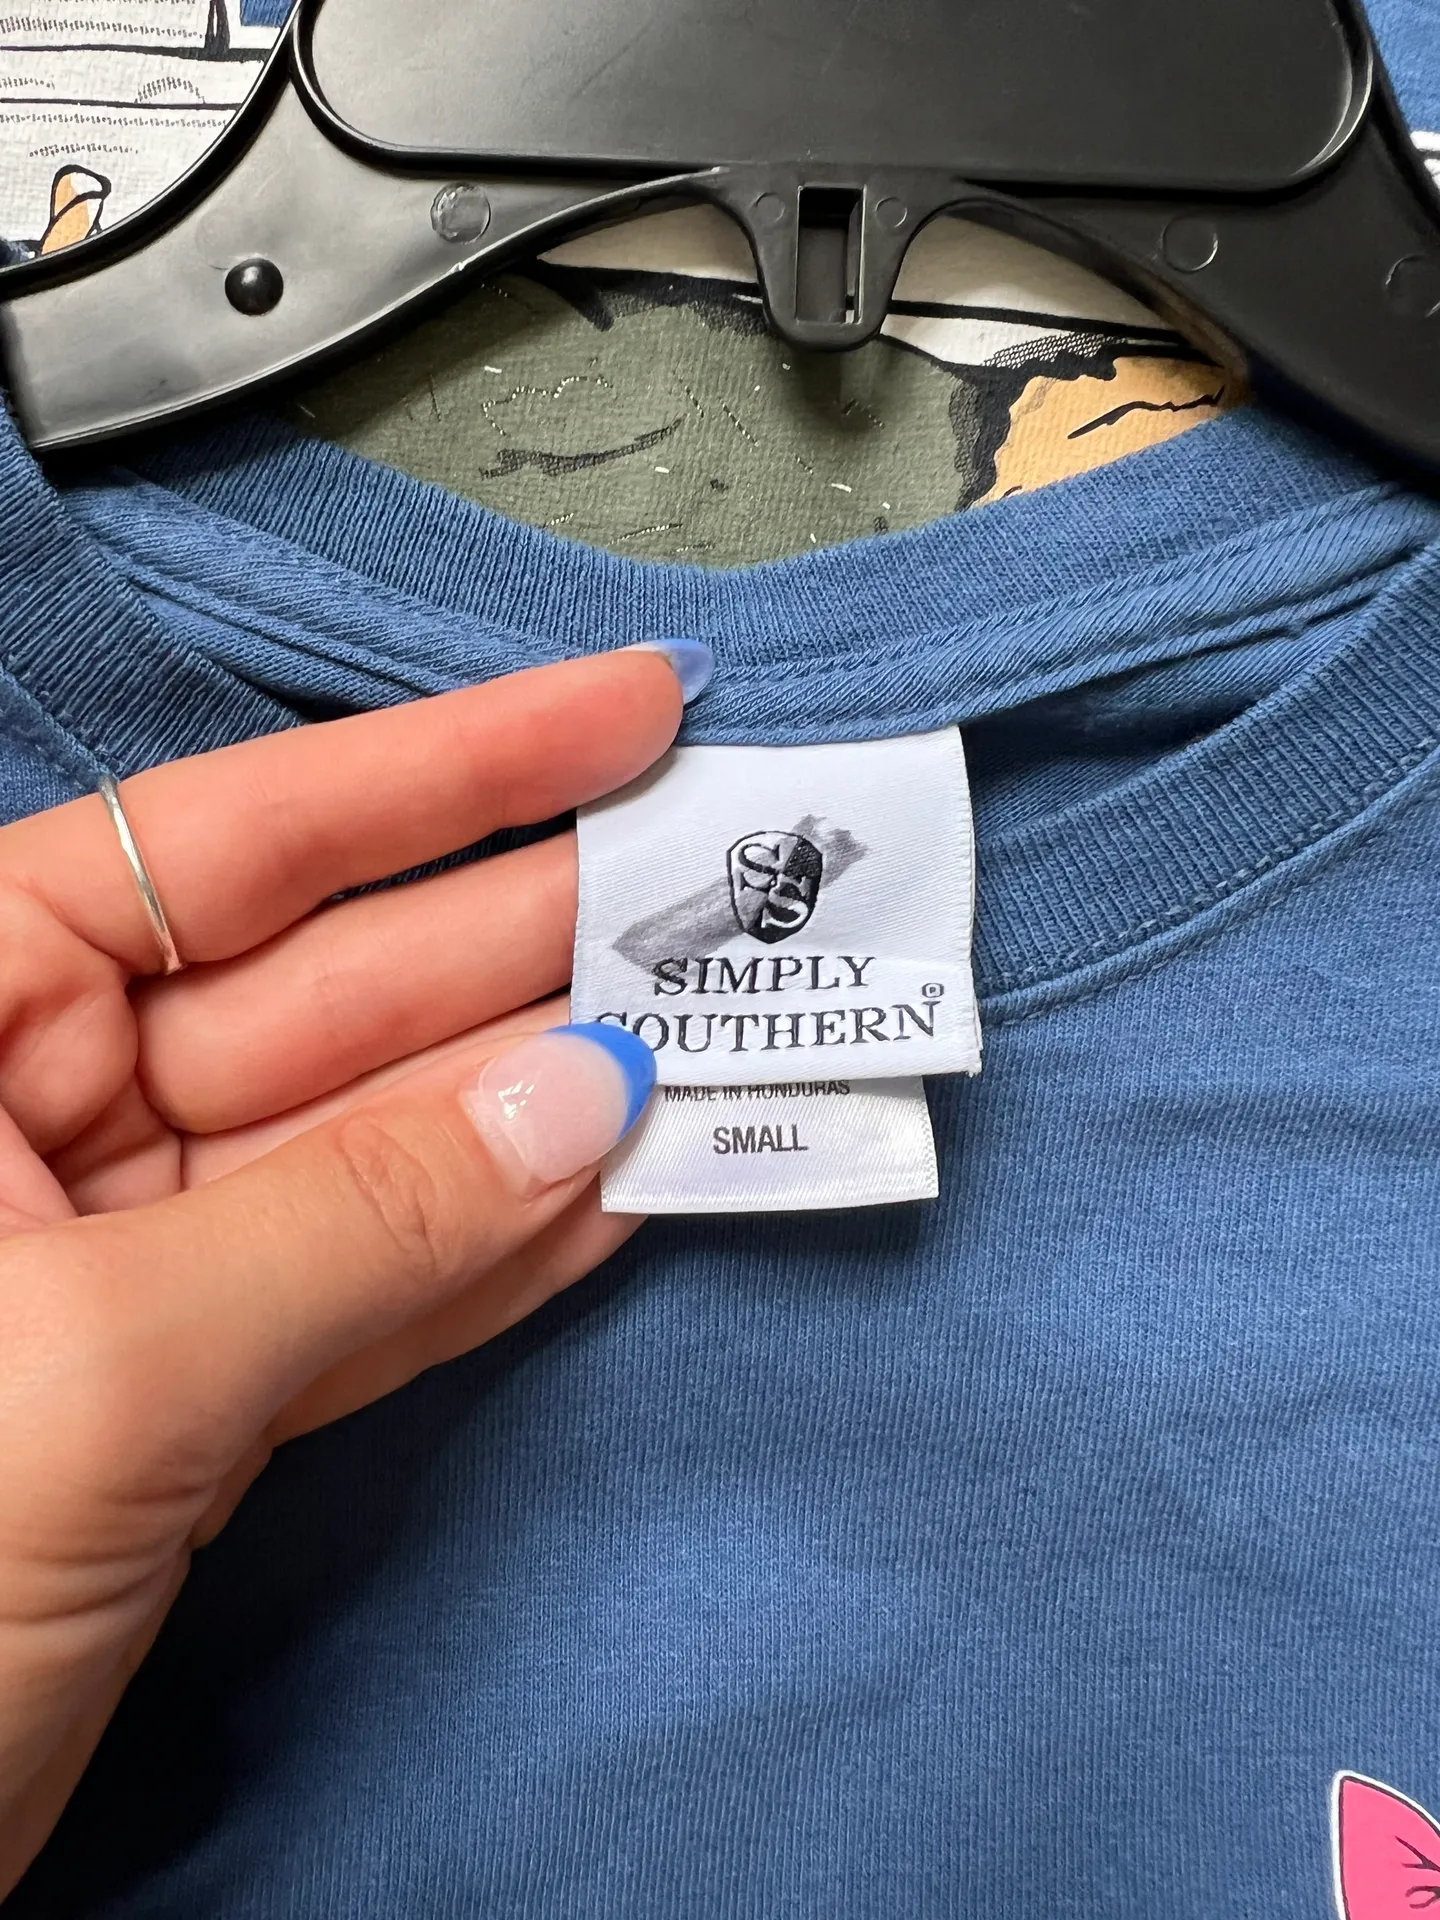 SS
SIMPLY
SOUTHERN®
MADE IN HONDURAS
SMALL